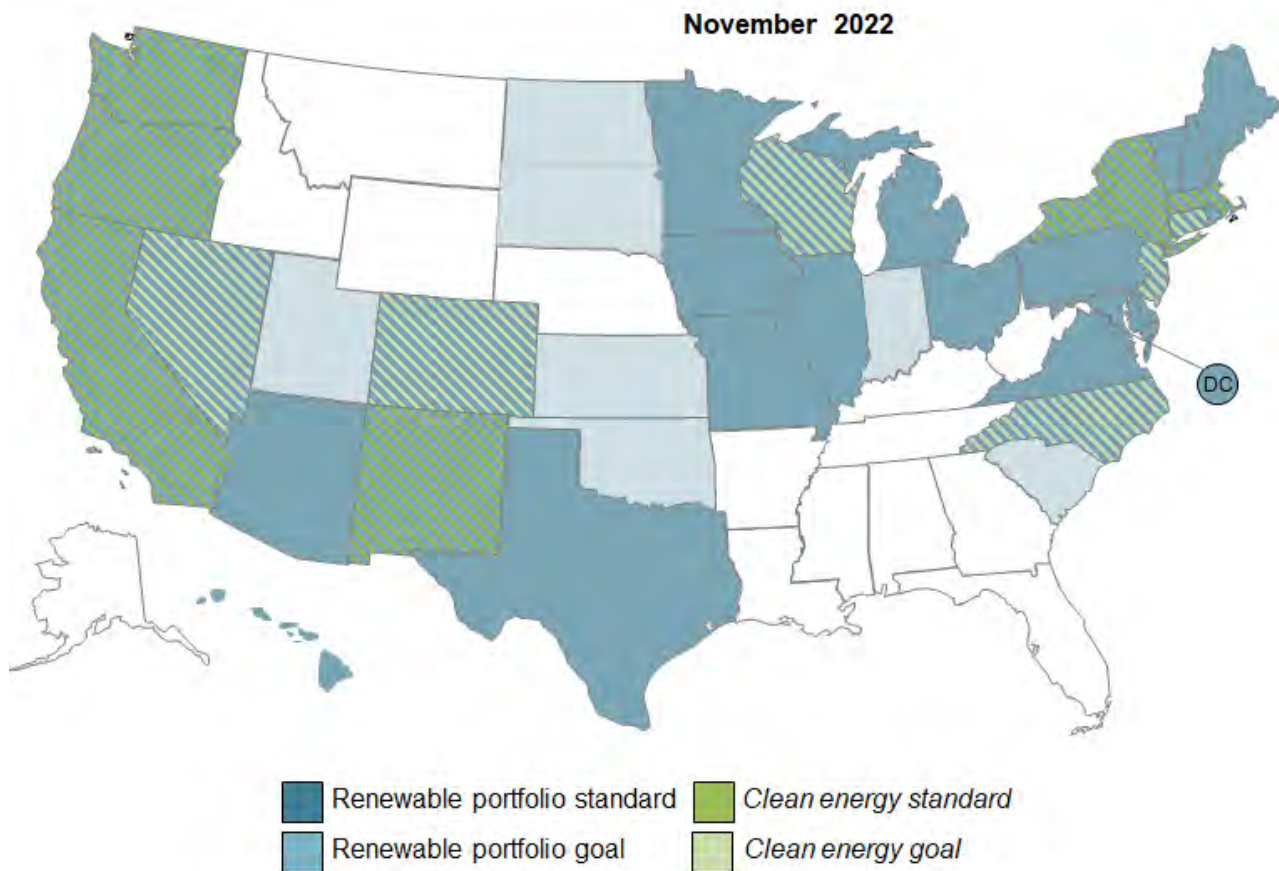 November 2022
DC
Renewable portfolio standard
Clean energy standard
Renewable portfolio goal
Clean energy goal